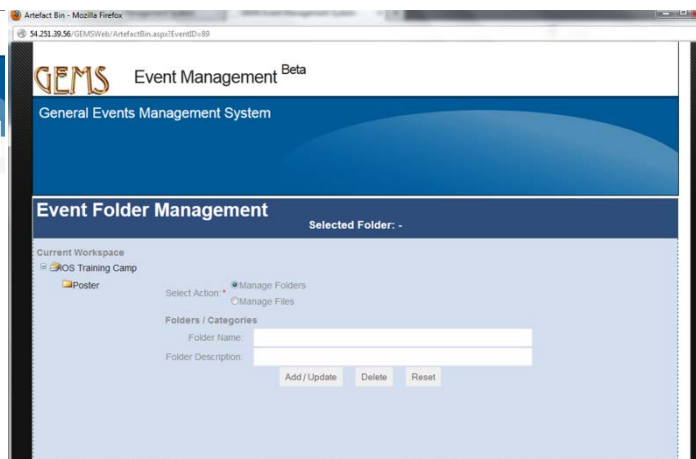 Artefact Bin - Mozilla Firefox
54.251.39.56/GEMSWeb/ArtefactBin.aspx?EventID=89
GEMS Event Management Beta
General Events Management System
Event Folder Management
Selected Folder: -
Current Workspace
iOS Training Camp
Poster
Select Action: * Manage Folders
Manage Files
Folders / Categories
Folder Name:
Folder Description:
Add / Update Delete Reset